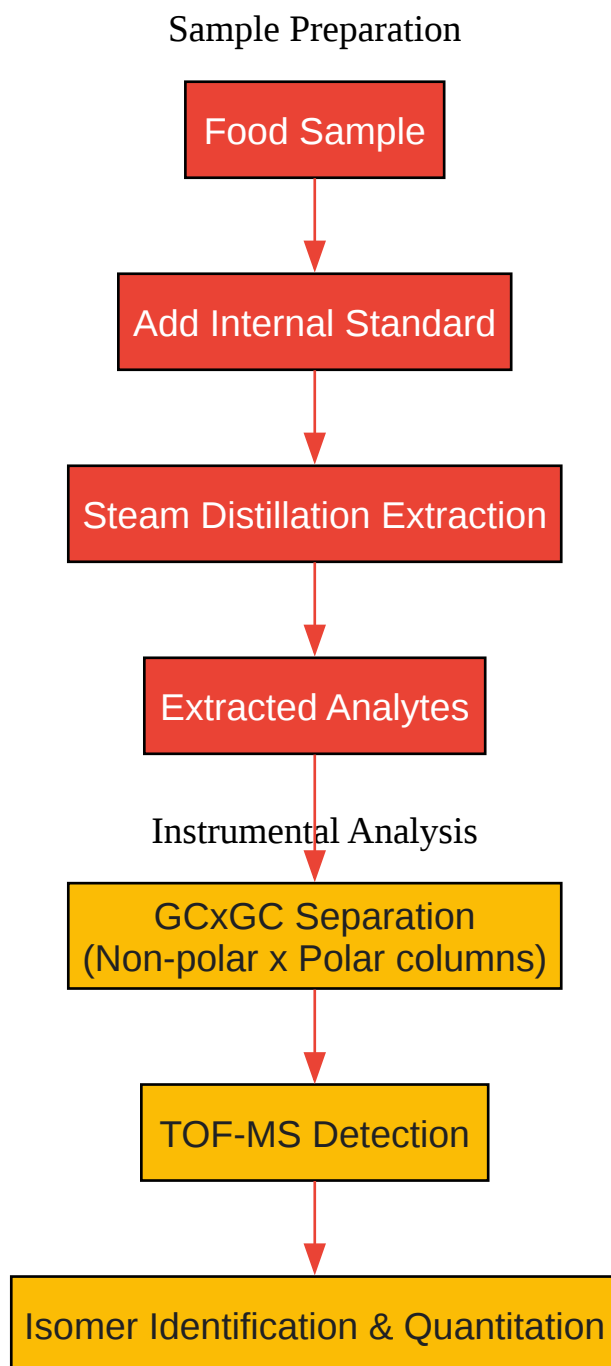 Sample Preparation
Food Sample
Add Internal Standard
Steam Distillation Extraction
Extracted Analytes
Instrumental Analysis
GCxGC Separation
(Non-polar x Polar columns)
TOF-MS Detection
Isomer Identification & Quantitation